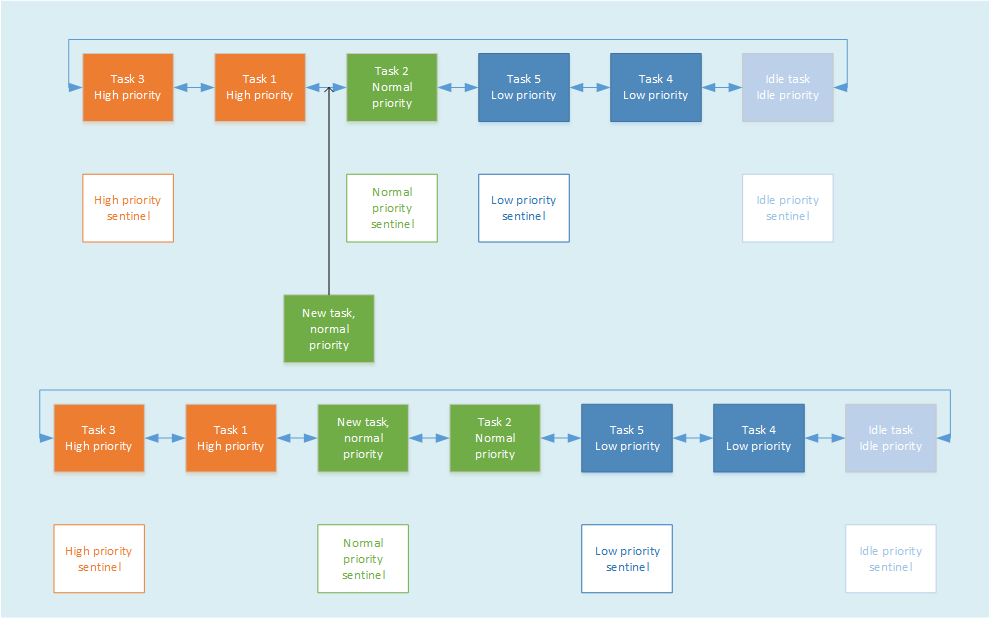 Task 3
High priority
Task 1
High priority
Task 2
Normal
priority
Task 5
Low priority
Task 4
Low priority
Idle task
Idle priority
High priority
sentinel
Normal
priority
sentinel
Low priority
sentinel
Idle priority
sentinel
New task,
normal
priority
Task 3
High priority
Task 1
High priority
New task,
normal
priority
Task 2
Normal
priority
Task 5
Low priority
Task 4
Low priority
Idle task
Idle priority
High priority
sentinel
Normal
priority
sentinel
Low priority
sentinel
Idle priority
sentinel